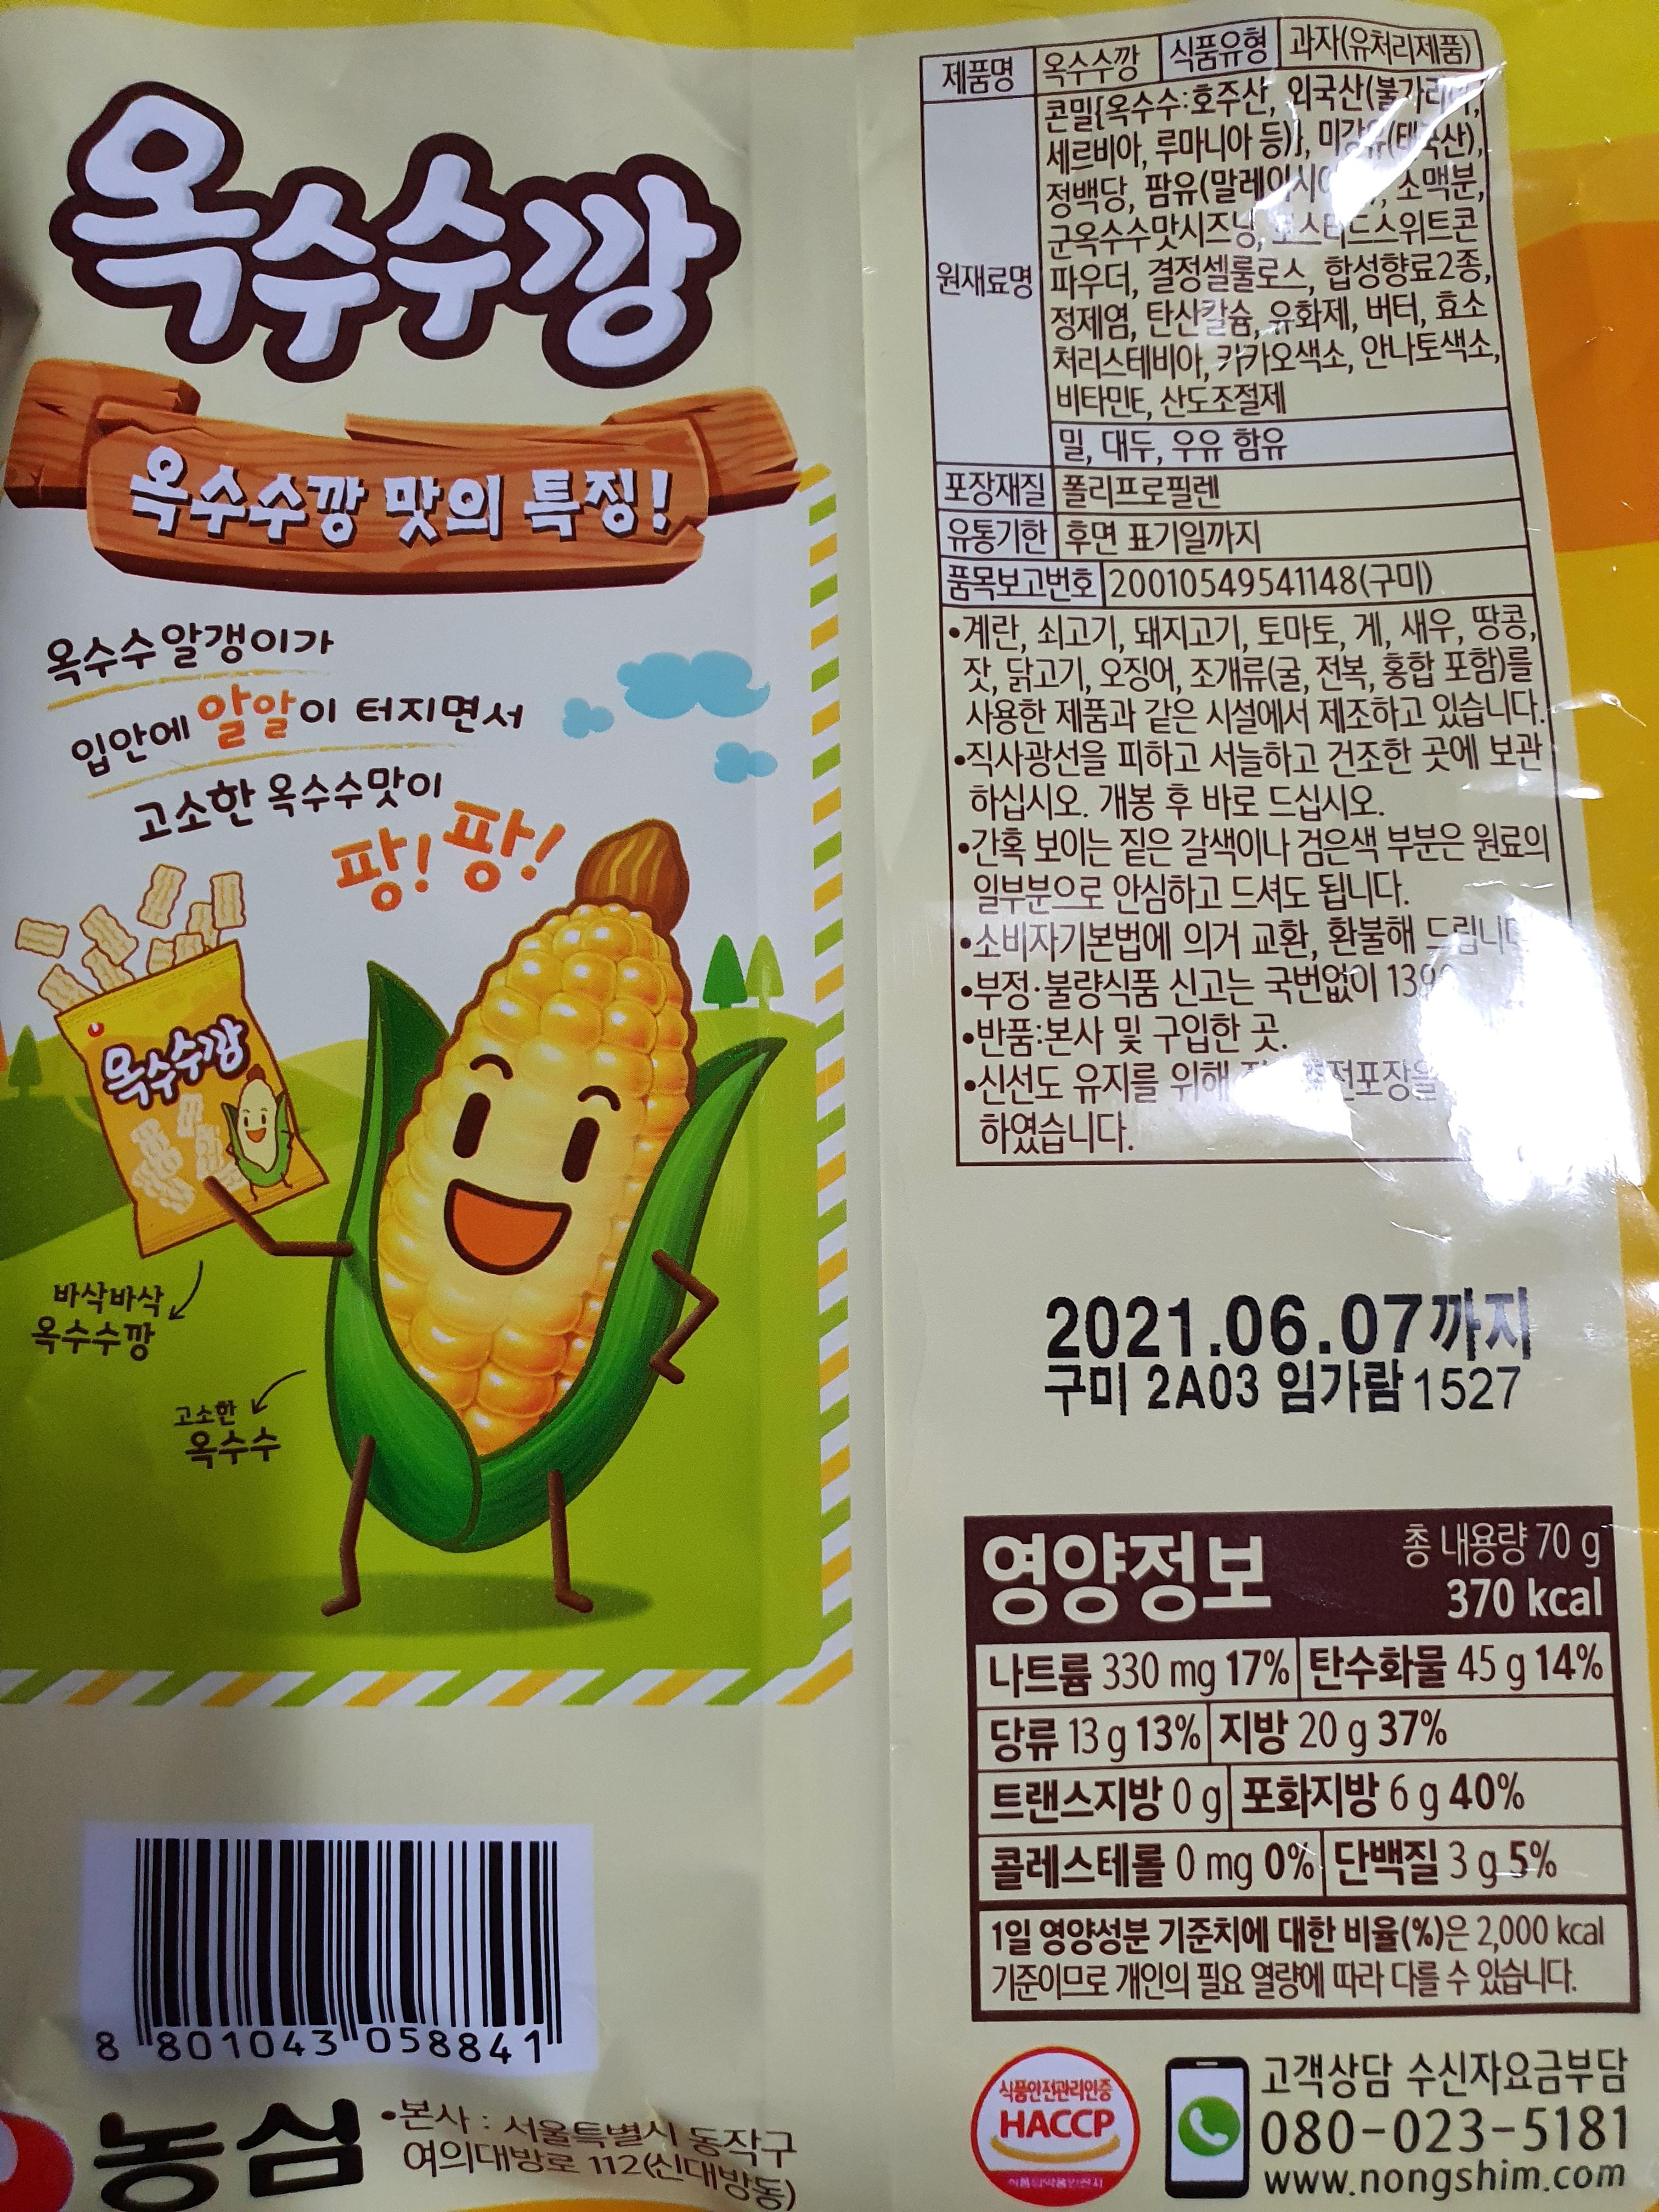 옥수수깡
옥수수깡 맛의 특징!
옥수수 알갱이가
입안에 알알이 터지면서
고소한 옥수수맛이
팡! 팡!
옥수수깡
바삭바삭
옥수수깡
고소한
옥수수
8 801043 058841
농심
•본사 : 서울특별시 동작구
여의대방로 112(신대방동)
제품명 옥수수깡 식품유형 과자(유처리제품)
원재료명
콘밀{옥수수:호주산, 외국산(불가리아,
세르비아, 루마니아 등)}, 미강유(태국산),
정백당, 팜유(말레이시아산), 소맥분,
군옥수수맛시즈닝, 로스티드스위트콘
파우더, 결정셀룰로스, 합성향료2종,
정제염, 탄산칼슘, 유화제, 버터, 효소
처리스테비아, 카카오색소, 안나토색소,
비타민E, 산도조절제
밀, 대두, 우유 함유
포장재질 폴리프로필렌
유통기한 후면 표기일까지
품목보고번호 20010549541148(구미)
•계란, 쇠고기, 돼지고기, 토마토, 게, 새우, 땅콩,
잣, 닭고기, 오징어, 조개류(굴, 전복, 홍합 포함)를
사용한 제품과 같은 시설에서 제조하고 있습니다.
•직사광선을 피하고 서늘하고 건조한 곳에 보관
하십시오. 개봉 후 바로 드십시오.
•간혹 보이는 짙은 갈색이나 검은색 부분은 원료의
일부분으로 안심하고 드셔도 됩니다.
•소비자기본법에 의거 교환, 환불해 드립니다
•부정·불량식품 신고는 국번없이 1399
•반품:본사 및 구입한 곳.
•신선도 유지를 위해
하였습니다.
2021.06.07까지
구미 2A03 임가람 1527
영양정보 총 내용량 70 g
370 kcal
나트륨 330 mg 17% 탄수화물 45 g 14%
당류 13 g 13% 지방 20 g 37%
트랜스지방 0 g 포화지방 6 g 40%
콜레스테롤 0 mg 0% 단백질 3 g 5%
1일 영양성분 기준치에 대한 비율(%)은 2,000 kcal
기준이므로 개인의 필요 열량에 따라 다를 수 있습니다.
식품안전관리인증
HACCP
식품의약품안전처
고객상담 수신자요금부담
080-023-5181
www.nongshim.com